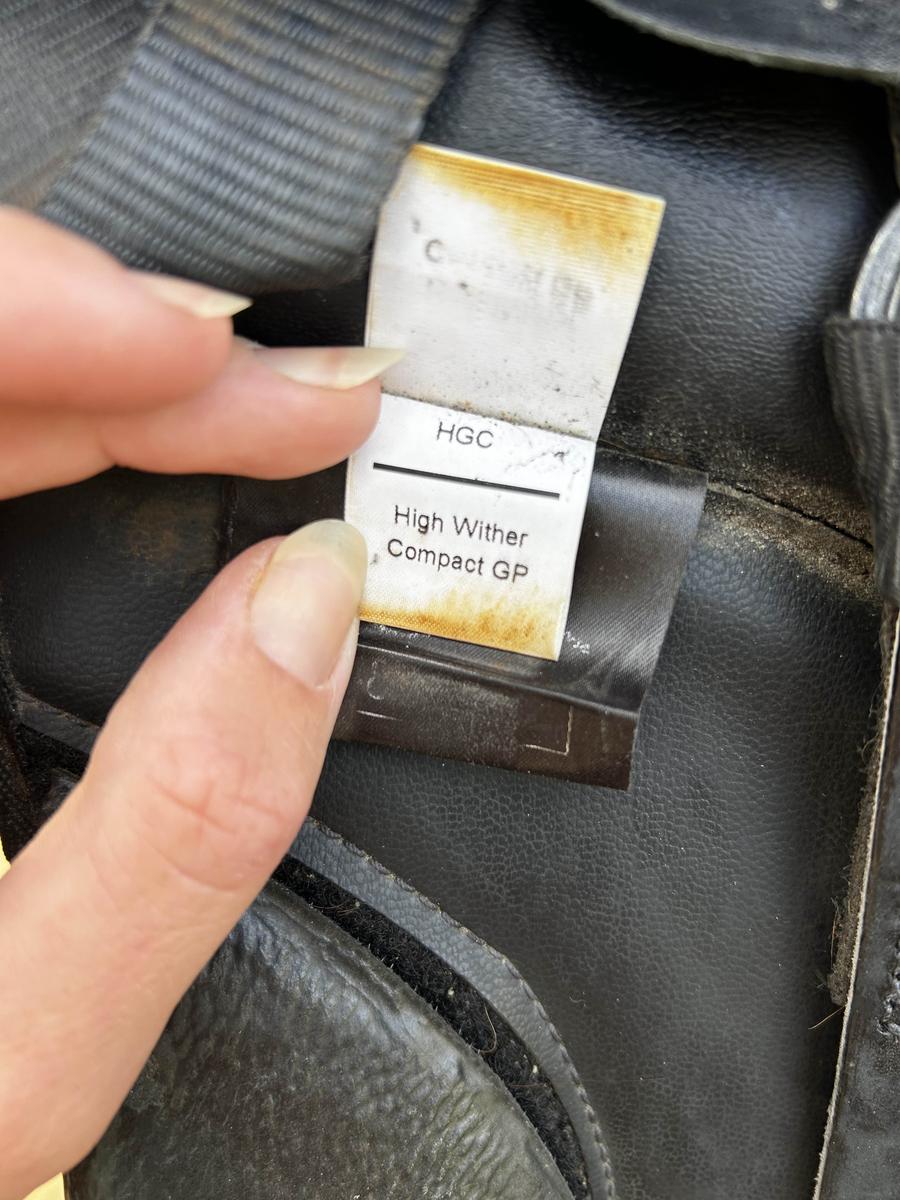 HGC
High Wither
Compact GP